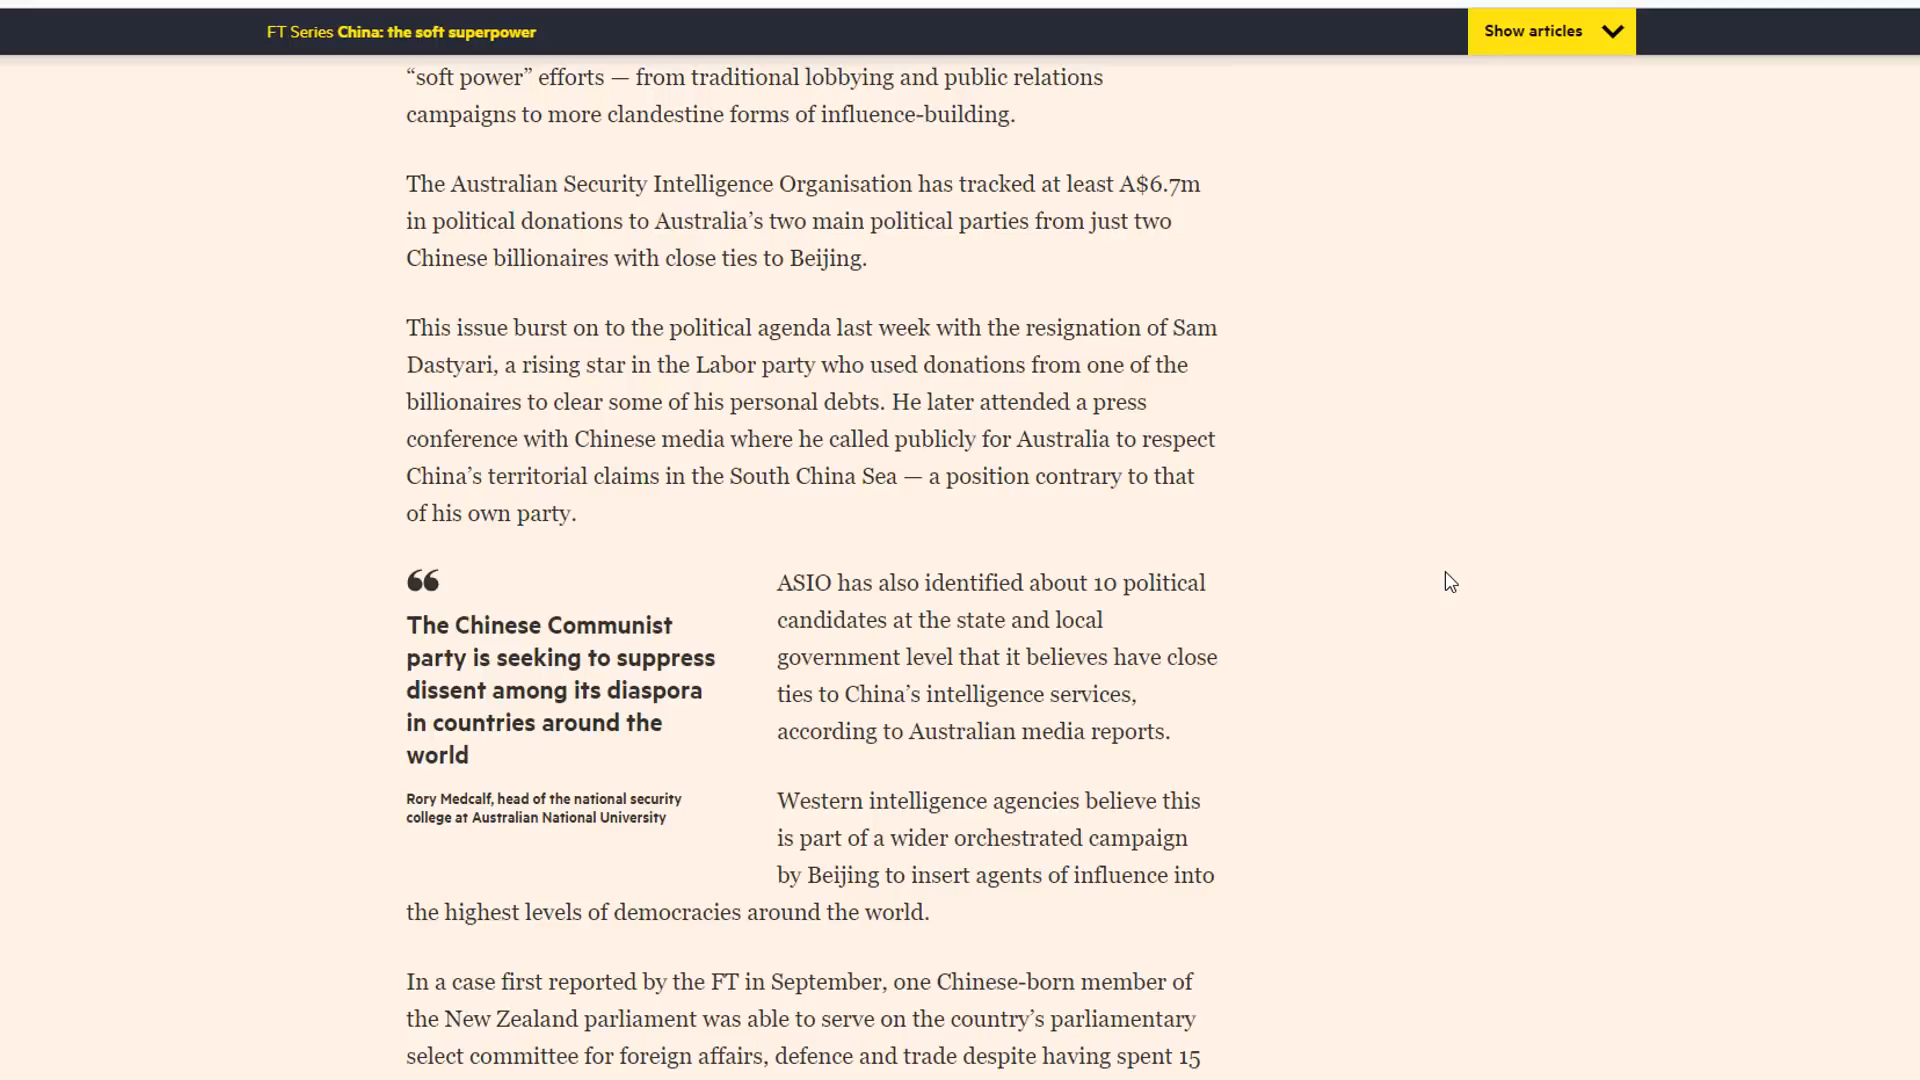 FT Series China: the soft superpower
Show articles
“soft power” efforts — from traditional lobbying and public relations
campaigns to more clandestine forms of influence-building.
The Australian Security Intelligence Organisation has tracked at least A$6.7m
in political donations to Australia’s two main political parties from just two
Chinese billionaires with close ties to Beijing.
This issue burst on to the political agenda last week with the resignation of Sam
Dastyari, a rising star in the Labor party who used donations from one of the
billionaires to clear some of his personal debts. He later attended a press
conference with Chinese media where he called publicly for Australia to respect
China’s territorial claims in the South China Sea — a position contrary to that
of his own party.
“
The Chinese Communist
party is seeking to suppress
dissent among its diaspora
in countries around the
world
Rory Medcalf, head of the national security
college at Australian National University
ASIO has also identified about 10 political
candidates at the state and local
government level that it believes have close
ties to China’s intelligence services,
according to Australian media reports.
Western intelligence agencies believe this
is part of a wider orchestrated campaign
by Beijing to insert agents of influence into
the highest levels of democracies around the world.
In a case first reported by the FT in September, one Chinese-born member of
the New Zealand parliament was able to serve on the country’s parliamentary
select committee for foreign affairs, defence and trade despite having spent 15